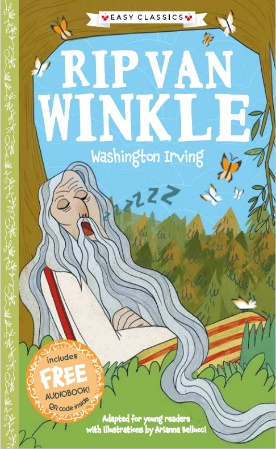 EASY CLASSICS
RIP VAN
WINKLE
Washington Irving
zzzz
includes
FREE
AUDIOBOOK!
QR code inside
Adapted for young readers
with illustrations by Arianna Bellucci